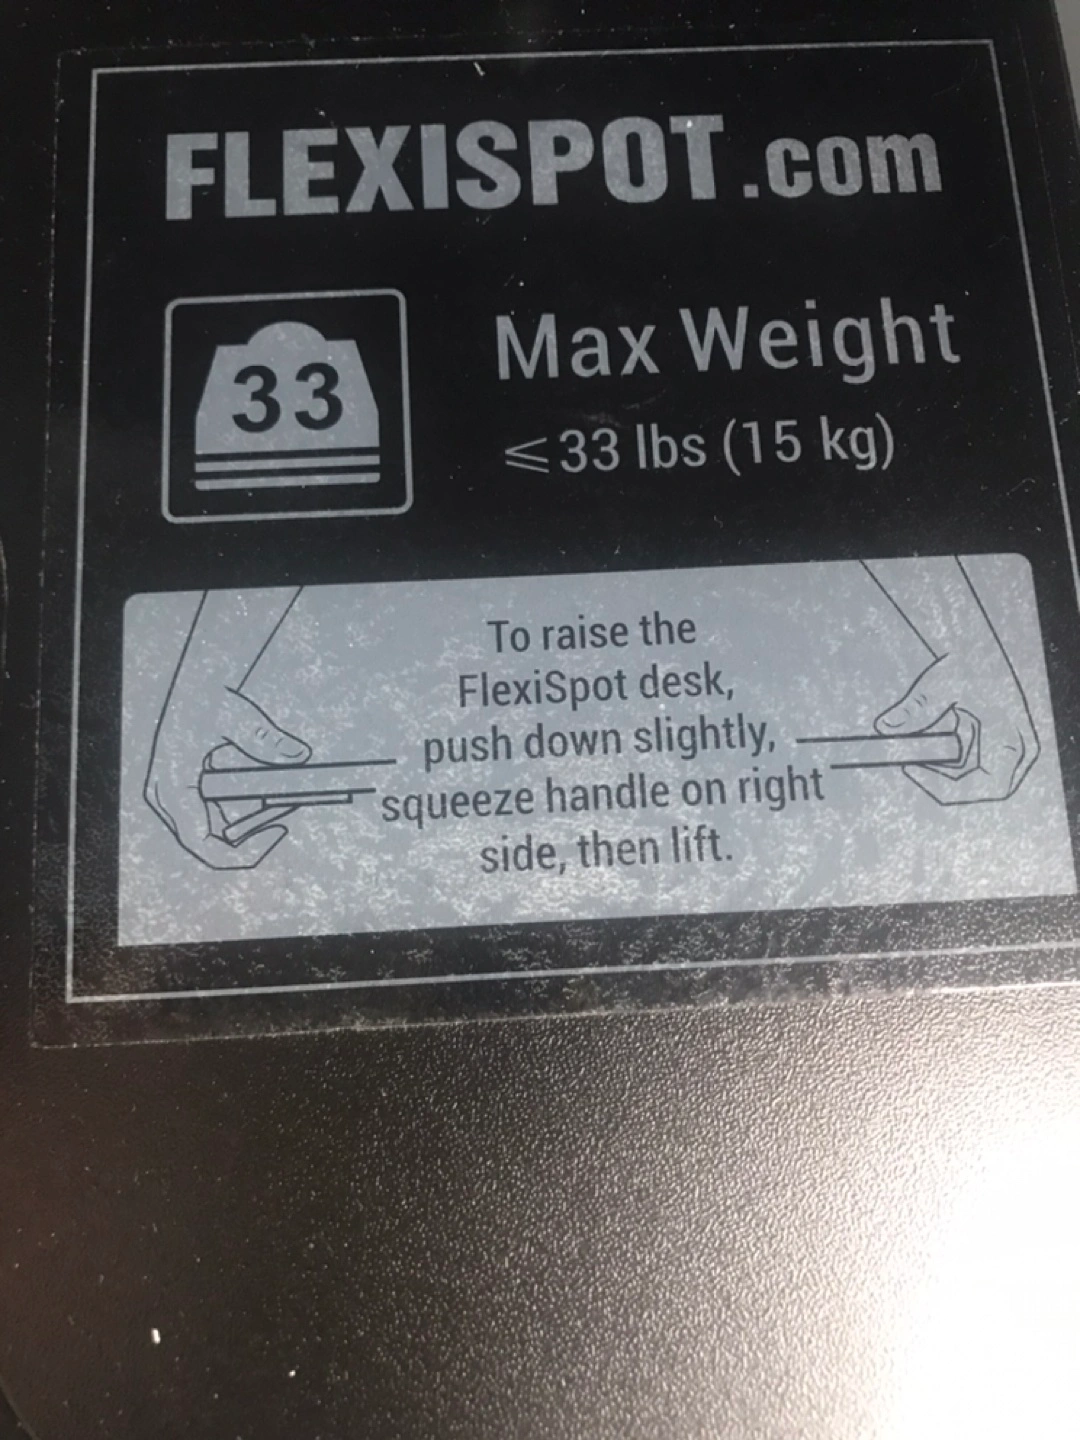 FLEXISPOT.com
33
Max Weight
≤33 lbs (15 kg)
To raise the
FlexiSpot desk,
push down slightly,
squeeze handle on right
side, then lift.